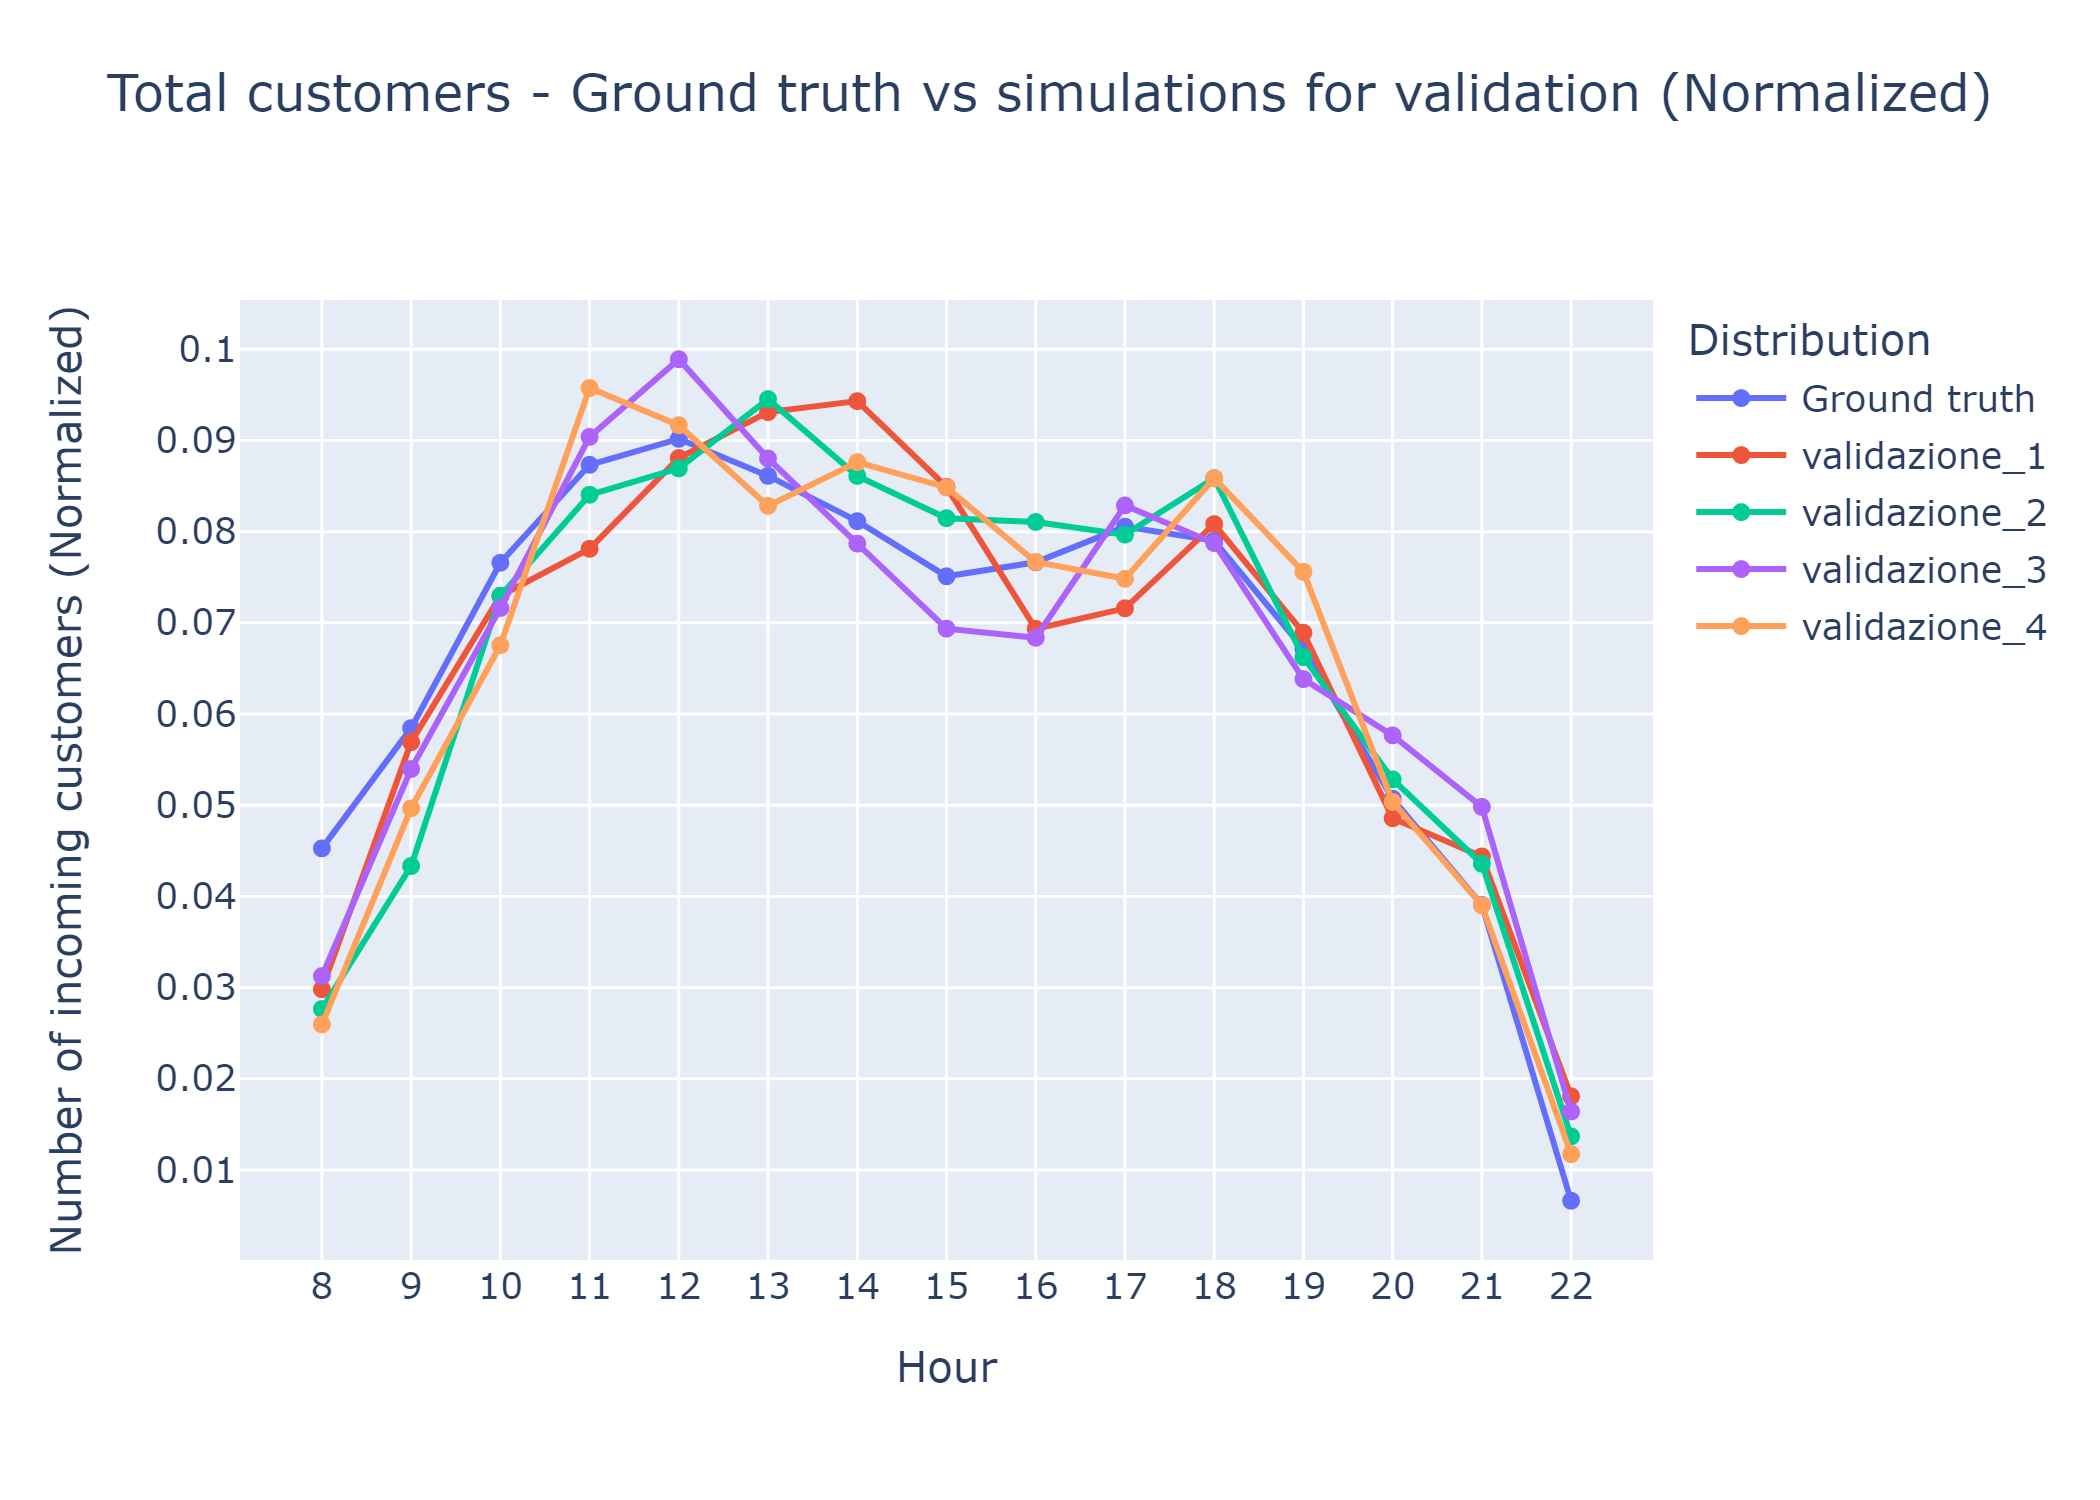 Total customers - Ground truth vs simulations for validation (Normalized)
Number of incoming customers (Normalized)
0.1
0.09
0.08
0.07
0.06
0.05
0.04
0.03
0.02
0.01
8 9 10 11 12 13 14 15 16 17 18 19 20 21 22
Hour
Distribution
Ground truth
validazione_1
validazione_2
validazione_3
validazione_4